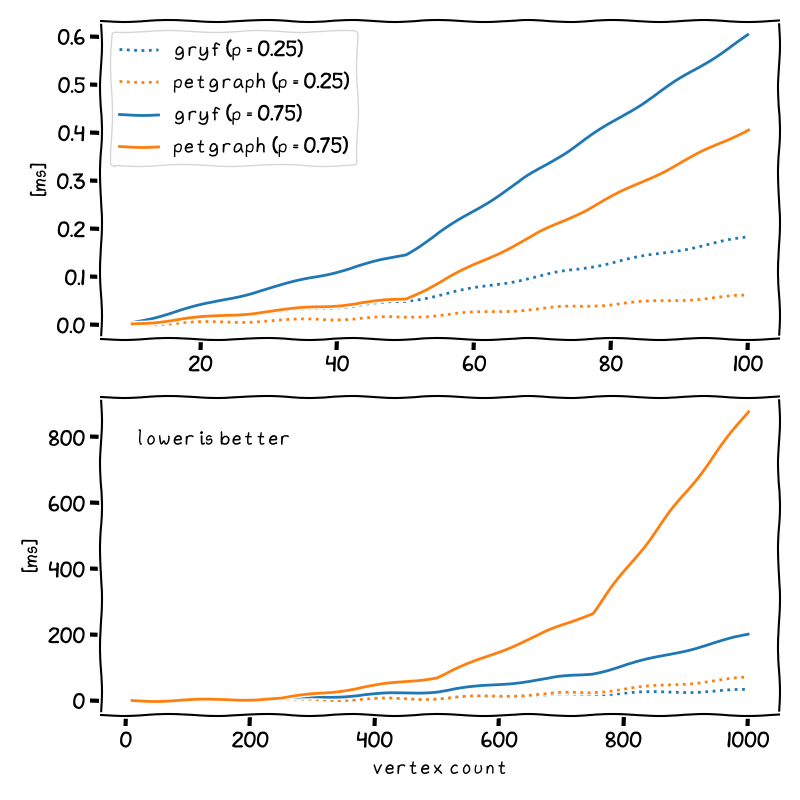 0.6
0.5
0.4
0.3
0.2
0.1
0.0
[ms]
gryf (p = 0.25)
petgraph (p = 0.25)
gryf (p = 0.75)
petgraph (p = 0.75)
20 40 60 80 100
800
600
400
200
0
[ms]
lower is better
0 200 400 600 800 1000
vertex count